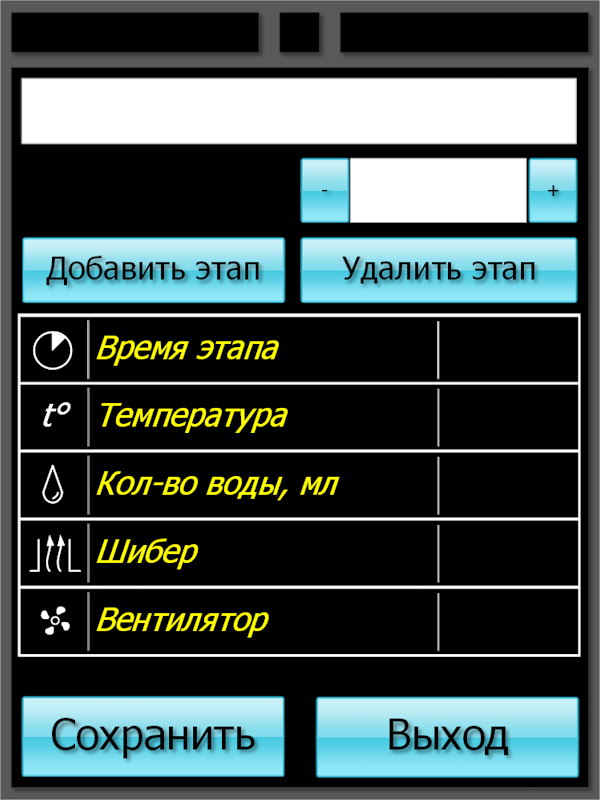 - +
Добавить этап Удалить этап
Время этапа
t° Температура
Кол-во воды, мл
Шибер
Вентилятор
Сохранить Выход